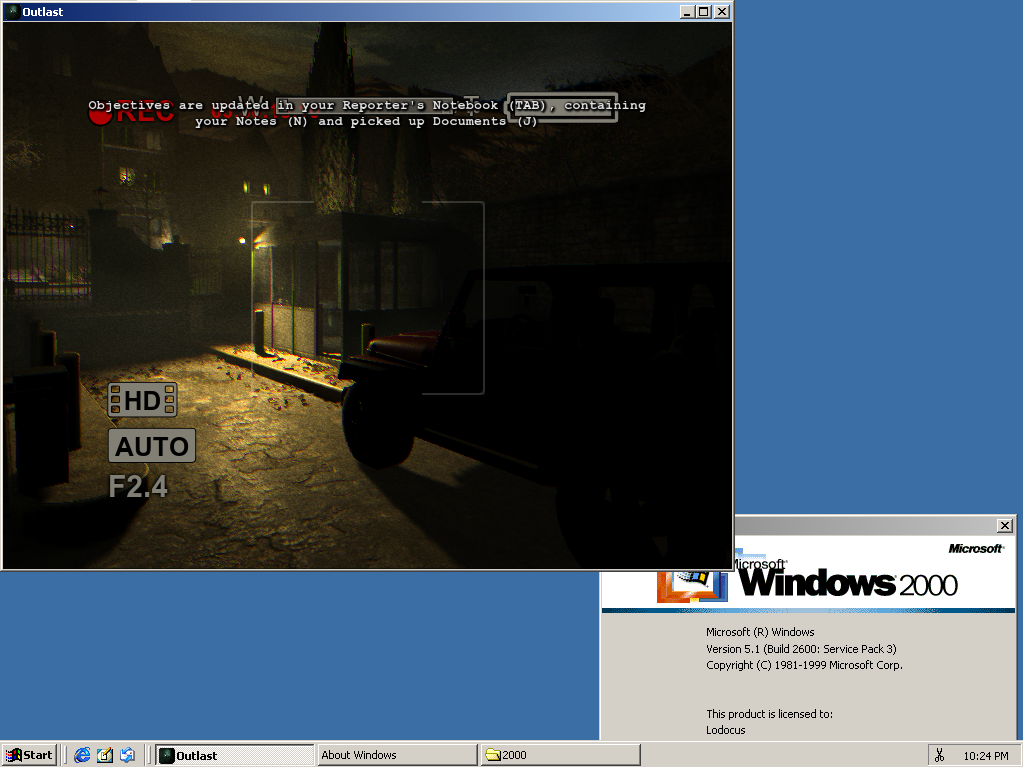 Outlast
Objectives are updated in your Reporter's Notebook (TAB), containing
your Notes (N) and picked up Documents (J)
REC
HD
AUTO
F2.4
Microsoft
Microsoft
Windows 2000
Microsoft (R) Windows
Version 5.1 (Build 2600: Service Pack 3)
Copyright (C) 1981-1999 Microsoft Corp.
This product is licensed to:
Lodocus
Start
Outlast
About Windows
2000
10:24 PM